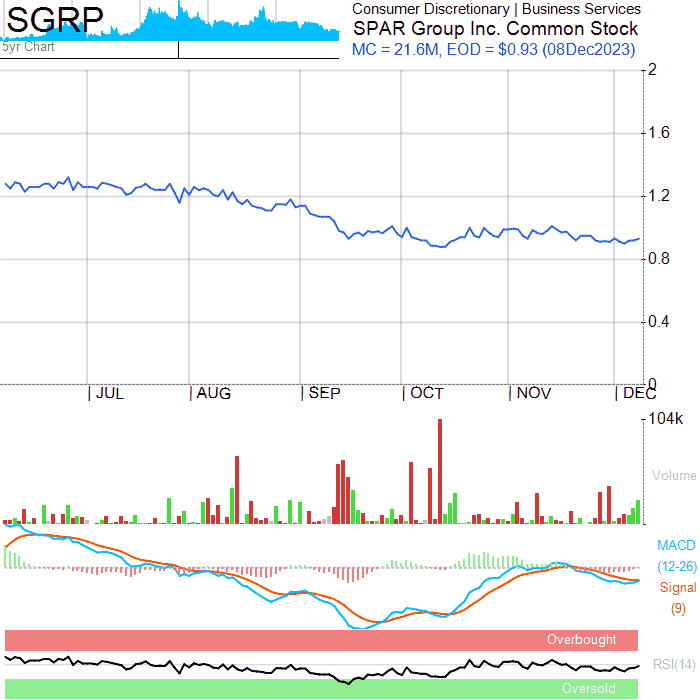 SGRP
5yr Chart
Consumer Discretionary | Business Services
SPAR Group Inc. Common Stock
MC = 21.6M, EOD = $0.93 (08Dec2023)
2
1.6
1.2
0.8
0.4
0
JUL AUG SEP OCT NOV DEC
104k
Volume
MACD
(12-26)
Signal
(9)
Overbought
RSI(14)
Oversold